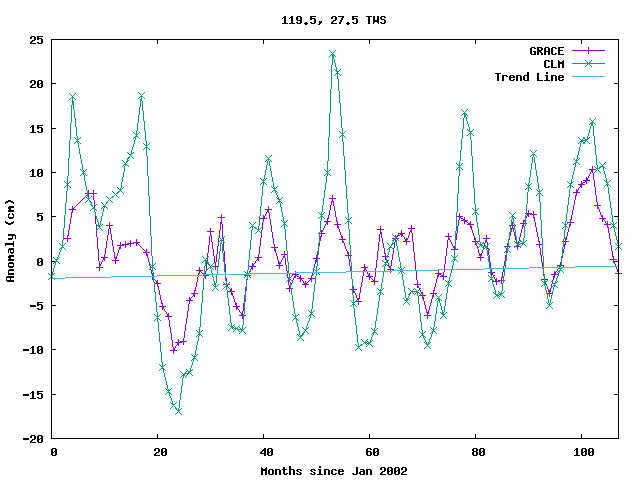 119.5, 27.5 TWS
GRACE
CLM
Trend Line
25
20
15
10
5
0
-5
-10
-15
-20
Anomaly (cm)
0 20 40 60 80 100
Months since Jan 2002